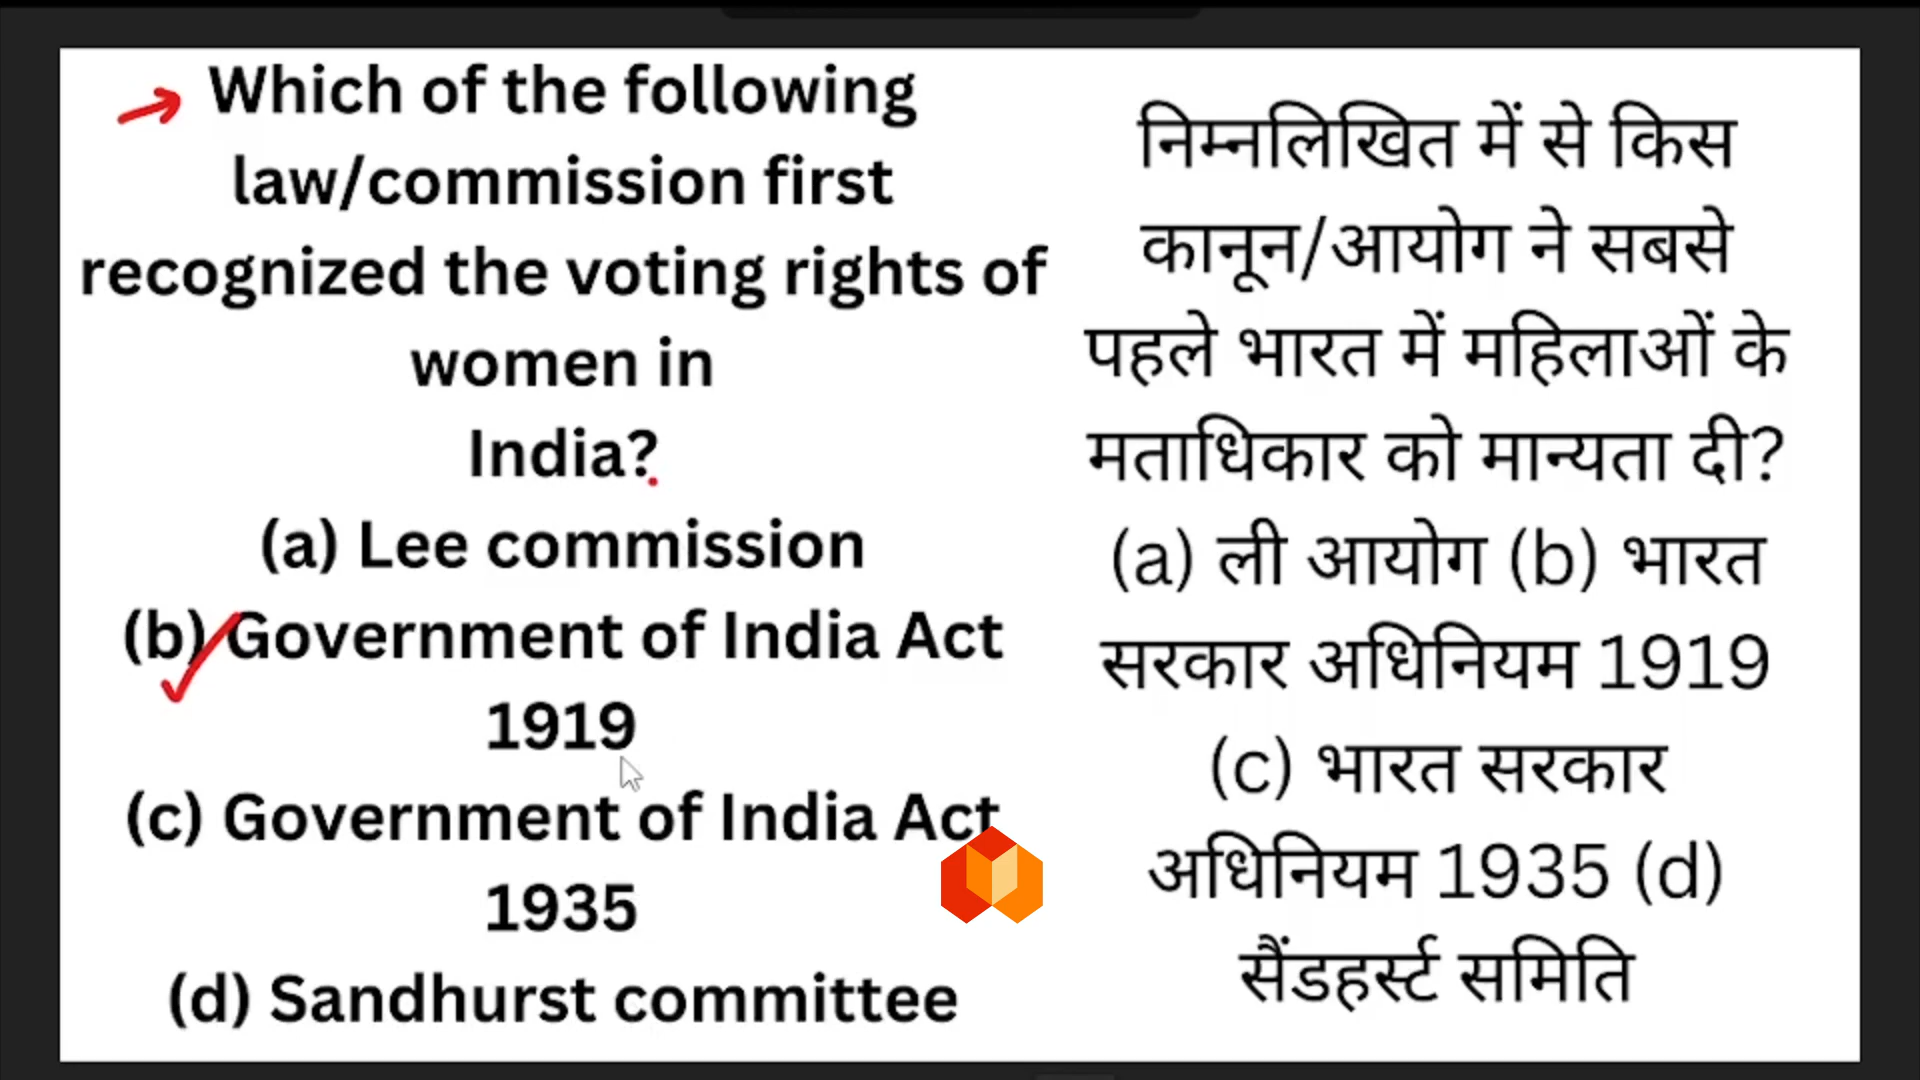 Which of the following
law/commission first
recognized the voting rights of
women in
India?
(a) Lee commission
(b) Government of India Act
1919
(c) Government of India Act
1935
(d) Sandhurst committee
निम्नलिखित में से किस
कानून/आयोग ने सबसे
पहले भारत में महिलाओं के
मताधिकार को मान्यता दी?
(a) ली आयोग (b) भारत
सरकार अधिनियम 1919
(c) भारत सरकार
अधिनियम 1935 (d)
सैंडहर्स्ट समिति